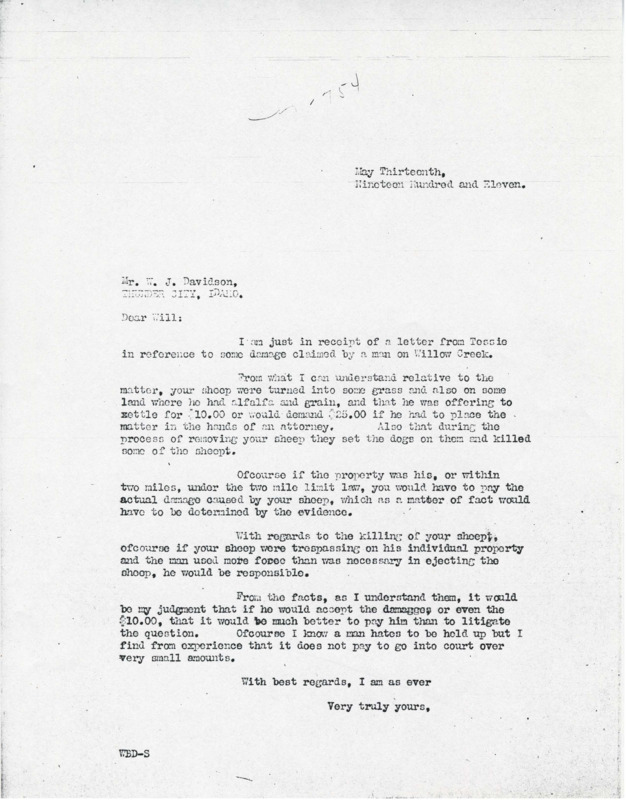 754
May Thirteenth,
Nineteen Hundred and Eleven.
Mr. W. J. Davidson,
THUNDER CITY, IDAHO.
Dear Will:
I am just in receipt of a letter from Tessie
in reference to some damage claimed by a man on Willow Creek.
From what I can understand relative to the
matter, your sheep were turned into some grass and also on some
land where he had alfalfa and grain, and that he was offering to
settle for $10.00 or would demand $25.00 if he had to place the
matter in the hands of an attorney. Also that during the
process of removing your sheep they set the dogs on them and killed
some of the sheept.
Ofcourse if the property was his, or within
two miles, under the two mile limit law, you would have to pay the
actual damage caused by your sheep, which as a matter of fact would
have to be determined by the evidence.
With regards to the killing of your sheep,
ofcourse if your sheep were trespassing on his individual property
and the man used more force than was necessary in ejecting the
sheep, he would be responsible.
From the facts, as I understand them, it would
be my judgment that if he would accept the damages or even the
$10.00, that it would be much better to pay him than to litigate
the question. Ofcourse I know a man hates to be held up but I
find from experience that it does not pay to go into court over
very small amounts.
With best regards, I am as ever
Very truly yours,
WBD-S